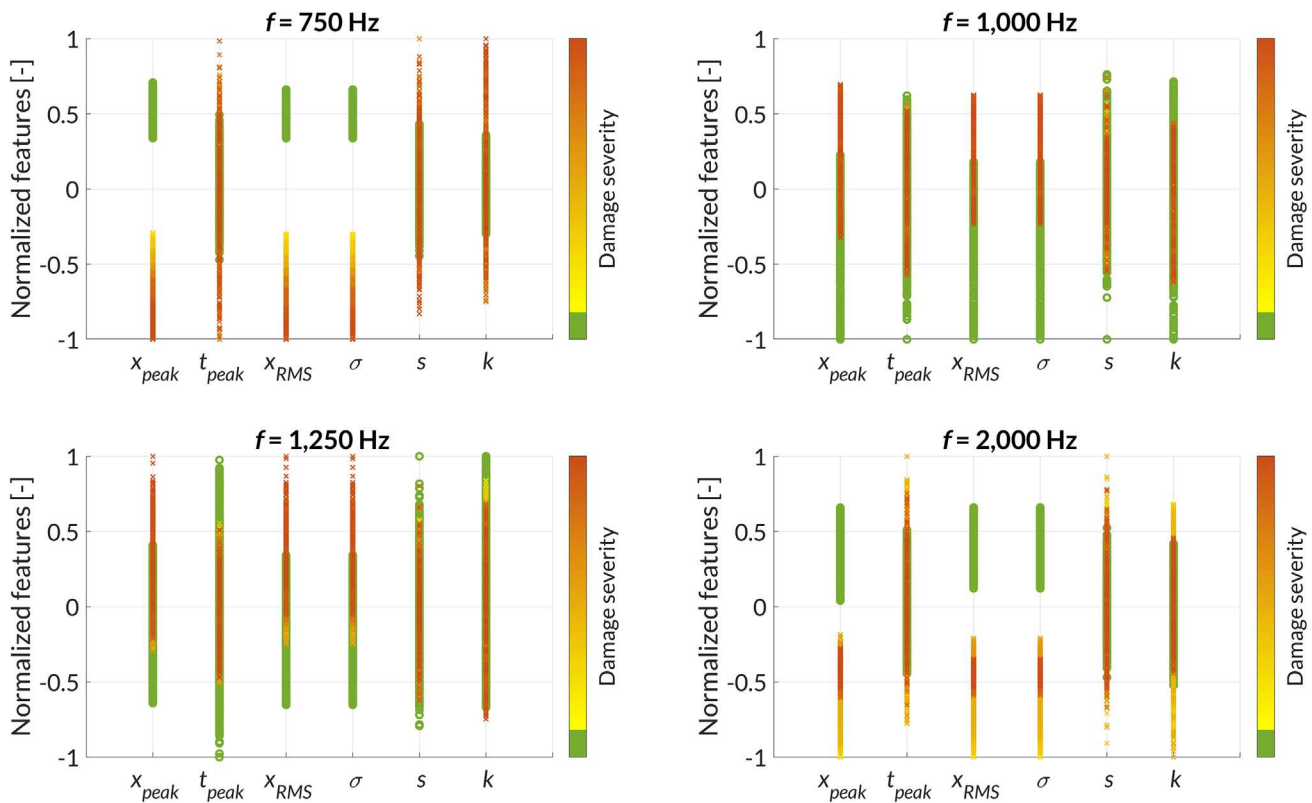 f = 750 Hz
Normalized features [-]
1
0.5
0
-0.5
-1
x_peak t_peak x_RMS σ s k
Damage severity
f = 1,000 Hz
Normalized features [-]
1
0.5
0
-0.5
-1
x_peak t_peak x_RMS σ s k
Damage severity
f = 1,250 Hz
Normalized features [-]
1
0.5
0
-0.5
-1
x_peak t_peak x_RMS σ s k
Damage severity
f = 2,000 Hz
Normalized features [-]
1
0.5
0
-0.5
-1
x_peak t_peak x_RMS σ s k
Damage severity